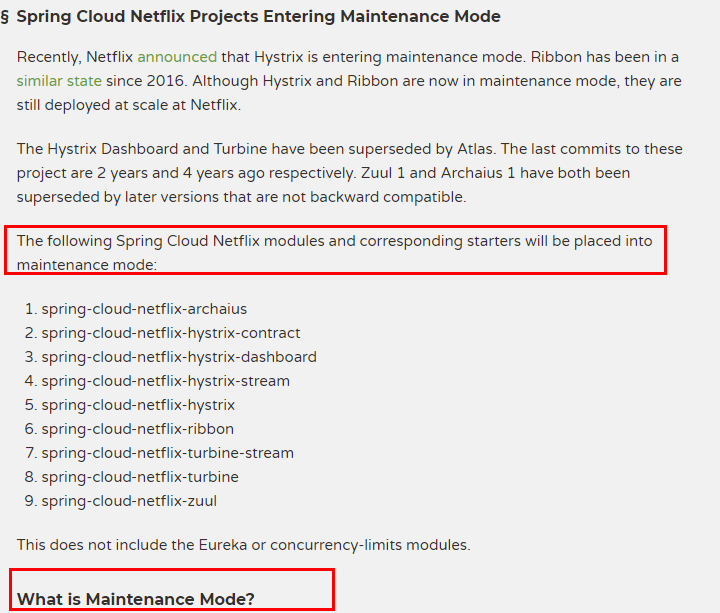 § Spring Cloud Netflix Projects Entering Maintenance Mode
Recently, Netflix announced that Hystrix is entering maintenance mode. Ribbon has been in a
similar state since 2016. Although Hystrix and Ribbon are now in maintenance mode, they are
still deployed at scale at Netflix.
The Hystrix Dashboard and Turbine have been superseded by Atlas. The last commits to these
project are 2 years and 4 years ago respectively. Zuul 1 and Archaius 1 have both been
superseded by later versions that are not backward compatible.
The following Spring Cloud Netflix modules and corresponding starters will be placed into
maintenance mode:
1. spring-cloud-netflix-archaius
2. spring-cloud-netflix-hystrix-contract
3. spring-cloud-netflix-hystrix-dashboard
4. spring-cloud-netflix-hystrix-stream
5. spring-cloud-netflix-hystrix
6. spring-cloud-netflix-ribbon
7. spring-cloud-netflix-turbine-stream
8. spring-cloud-netflix-turbine
9. spring-cloud-netflix-zuul
This does not include the Eureka or concurrency-limits modules.
What is Maintenance Mode?